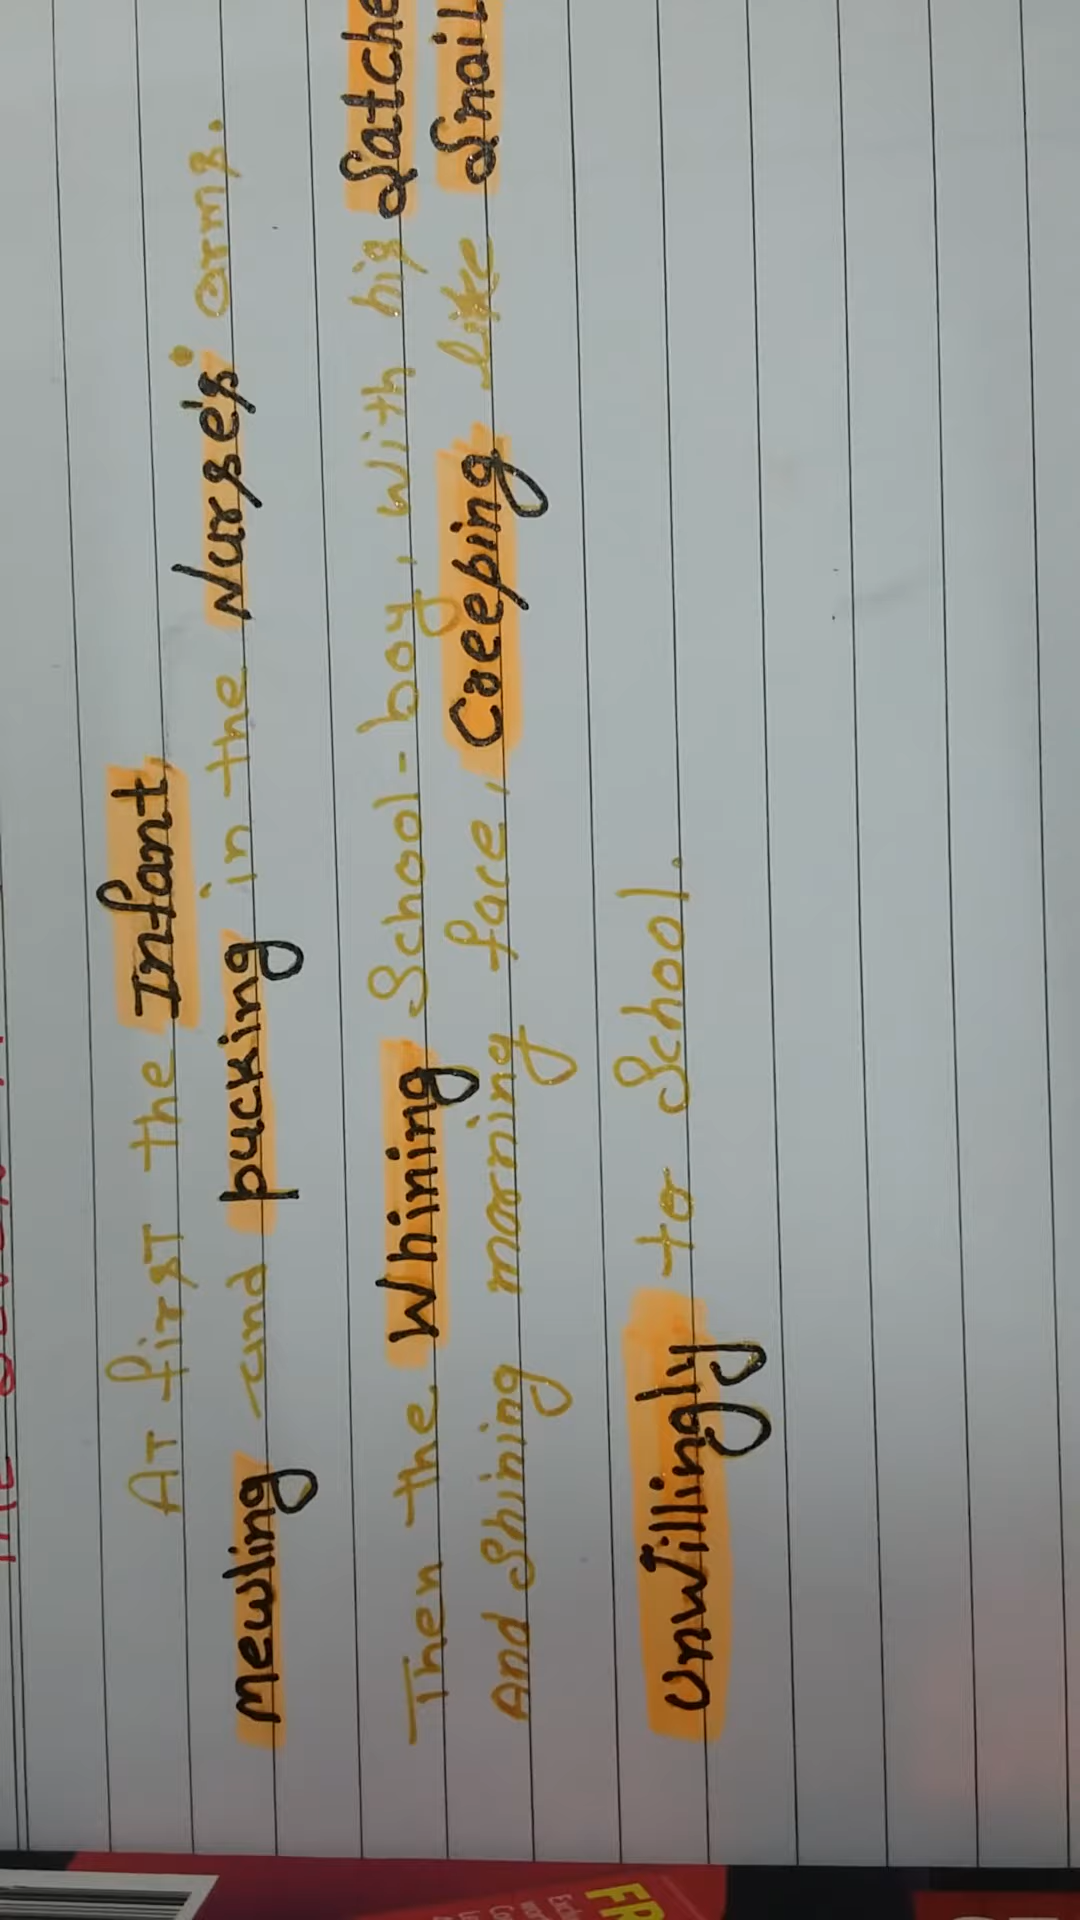 At first the Infant,
Mewling and pucking in the Nurse's arms.
Then the Whining School-boy, with his Satche
And Shining morning face, Creeping like Snail
Unwillingly to School.
FR